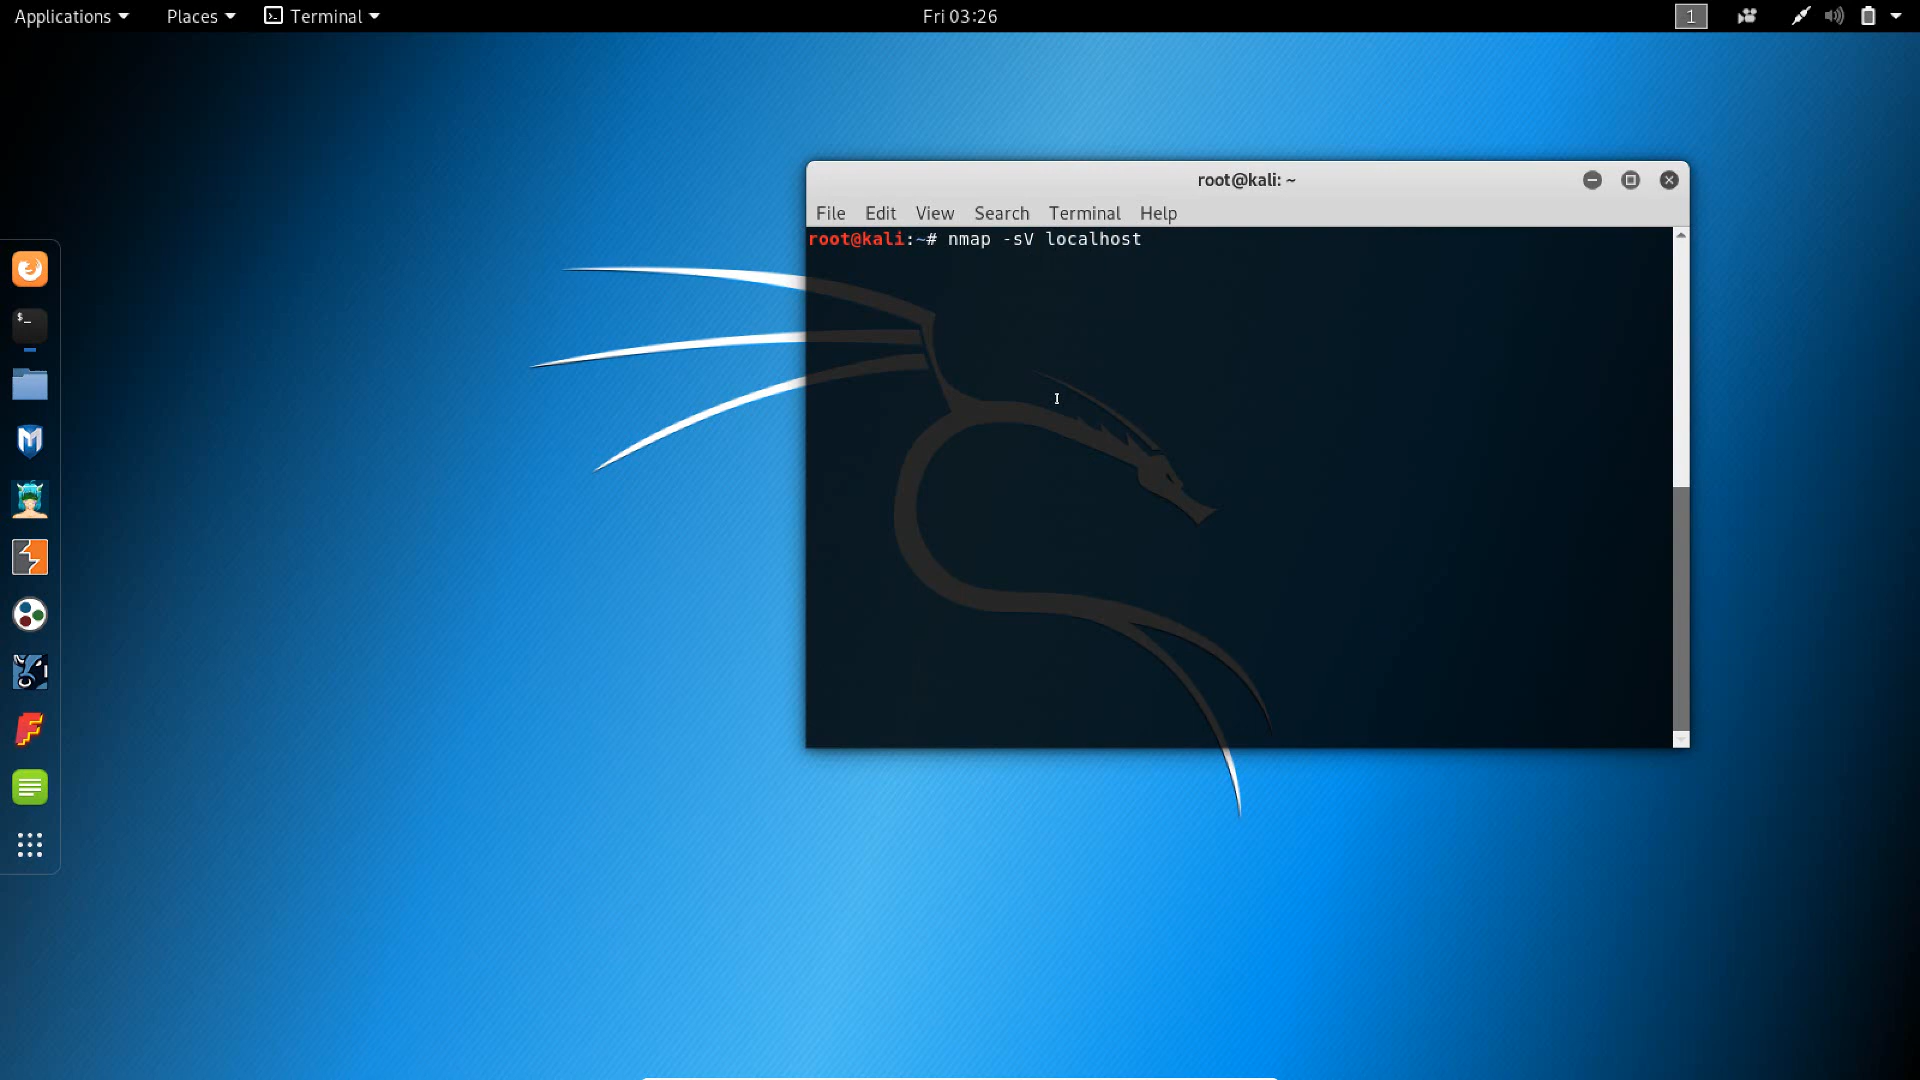 Applications Places Terminal Fri 03:26 1
root@kali: ~
File Edit View Search Terminal Help
root@kali:~# nmap -sV localhost
$_